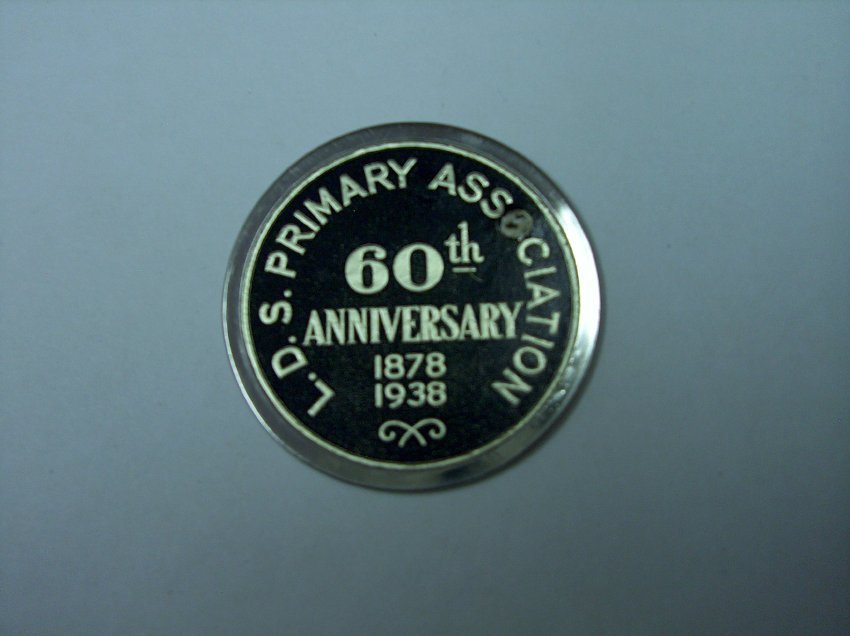 L.D.S. PRIMARY ASSOCIATION
60th
ANNIVERSARY
1878
1938